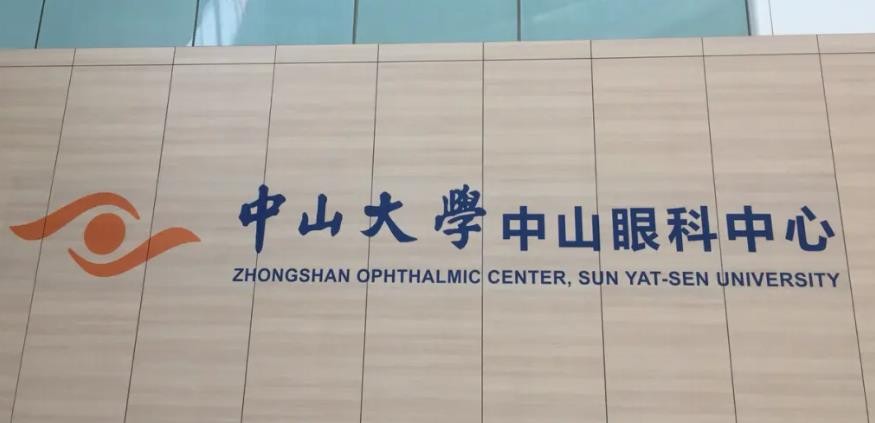 中山大學中山眼科中心
ZHONGSHAN OPHTHALMIC CENTER, SUN YAT-SEN UNIVERSITY